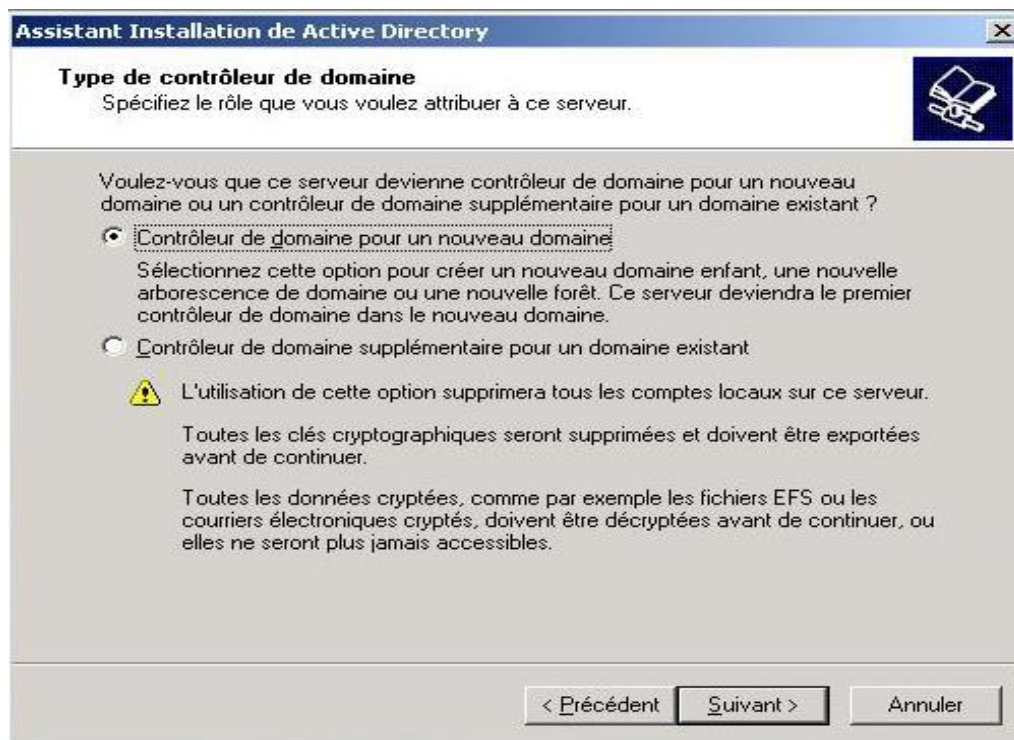 Assistant Installation de Active Directory
Type de contrôleur de domaine
Spécifiez le rôle que vous voulez attribuer à ce serveur.
Voulez-vous que ce serveur devienne contrôleur de domaine pour un nouveau
domaine ou un contrôleur de domaine supplémentaire pour un domaine existant ?
Contrôleur de domaine pour un nouveau domaine
Sélectionnez cette option pour créer un nouveau domaine enfant, une nouvelle
arborescence de domaine ou une nouvelle forêt. Ce serveur deviendra le premier
contrôleur de domaine dans le nouveau domaine.
Contrôleur de domaine supplémentaire pour un domaine existant
L'utilisation de cette option supprimera tous les comptes locaux sur ce serveur.
Toutes les clés cryptographiques seront supprimées et doivent être exportées
avant de continuer.
Toutes les données cryptées, comme par exemple les fichiers EFS ou les
courriers électroniques cryptés, doivent être décryptées avant de continuer, ou
elles ne seront plus jamais accessibles.
< Précédent Suivant > Annuler